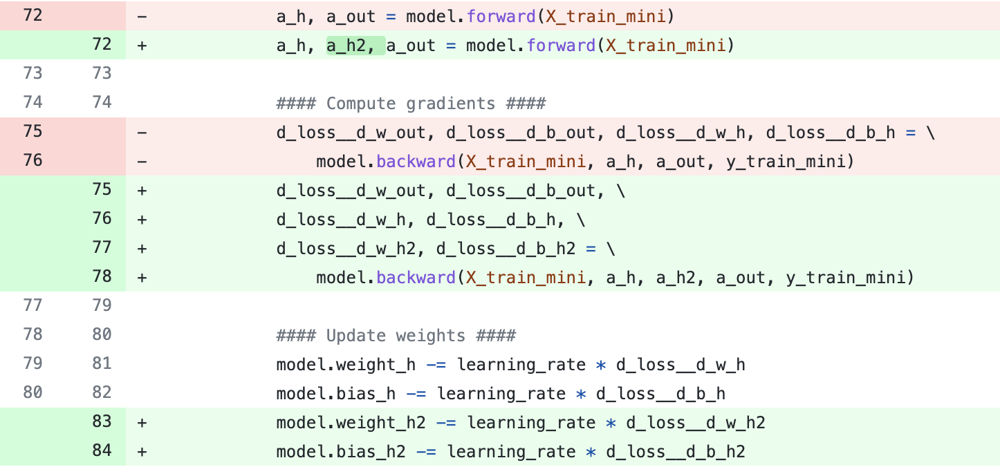 72 - a_h, a_out = model.forward(X_train_mini)
72 + a_h, a_h2, a_out = model.forward(X_train_mini)
73 73
74 74 #### Compute gradients ####
75 - d_loss__d_w_out, d_loss__d_b_out, d_loss__d_w_h, d_loss__d_b_h = \
76 - model.backward(X_train_mini, a_h, a_out, y_train_mini)
75 + d_loss__d_w_out, d_loss__d_b_out, \
76 + d_loss__d_w_h, d_loss__d_b_h, \
77 + d_loss__d_w_h2, d_loss__d_b_h2 = \
78 + model.backward(X_train_mini, a_h, a_h2, a_out, y_train_mini)
77 79
78 80 #### Update weights ####
79 81 model.weight_h -= learning_rate * d_loss__d_w_h
80 82 model.bias_h -= learning_rate * d_loss__d_b_h
83 + model.weight_h2 -= learning_rate * d_loss__d_w_h2
84 + model.bias_h2 -= learning_rate * d_loss__d_b_h2